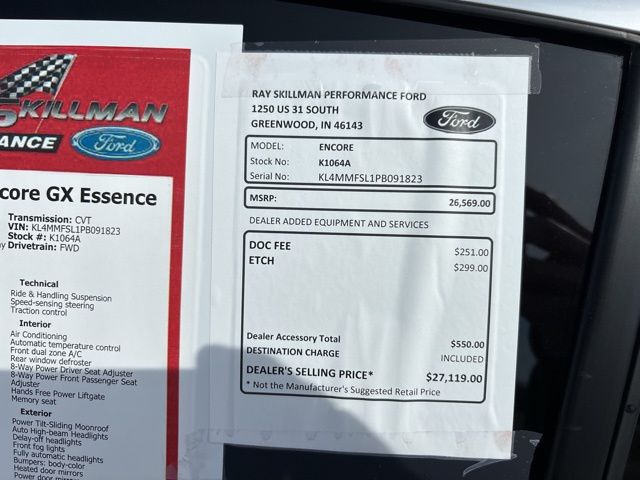 SKILLMAN
ANCE Ford
core GX Essence
Transmission: CVT
VIN: KL4MMFSL1PB091823
Stock #: K1064A
Drivetrain: FWD
Technical
Ride & Handling Suspension
Speed-sensing steering
Traction control
Interior
Air Conditioning
Automatic temperature control
Front dual zone A/C
Rear window defroster
8-Way Power Driver Seat Adjuster
8-Way Power Front Passenger Seat
Adjuster
Hands Free Power Liftgate
Memory seat
Exterior
Power Tilt-Sliding Moonroof
Auto High-beam Headlights
Delay-off headlights
Front fog lights
Fully automatic headlights
Bumpers: body-color
Heated door mirrors
Power door mirrors
RAY SKILLMAN PERFORMANCE FORD
1250 US 31 SOUTH
GREENWOOD, IN 46143
Ford
MODEL: ENCORE
Stock No: K1064A
Serial No: KL4MMFSL1PB091823
MSRP: 26,569.00
DEALER ADDED EQUIPMENT AND SERVICES
DOC FEE $251.00
ETCH $299.00
Dealer Accessory Total $550.00
DESTINATION CHARGE INCLUDED
DEALER'S SELLING PRICE* $27,119.00
* Not the Manufacturer's Suggested Retail Price